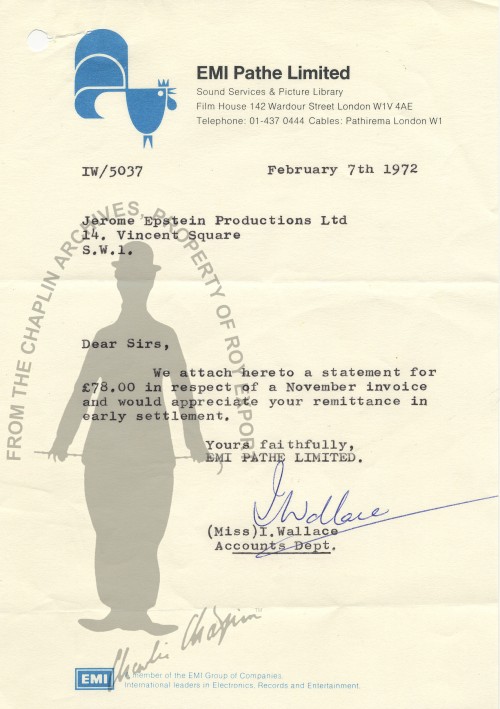 EMI Pathe Limited
Sound Services & Picture Library
Film House 142 Wardour Street London W1V 4AE
Telephone: 01-437 0444 Cables: Pathirema London W1
IW/5037 February 7th 1972
Jerome Epstein Productions Ltd
14. Vincent Square
S.W.1.
FROM THE CHAPLIN ARCHIVES, PROPERTY OF ROY EXPORT
Dear Sirs,
We attach hereto a statement for
£78.00 in respect of a November invoice
and would appreciate your remittance in
early settlement.
Yours faithfully,
EMI PATHE LIMITED.
I Wallace
(Miss)I.Wallace
Accounts Dept.
Charlie Chaplin™
EMI member of the EMI Group of Companies.
International leaders in Electronics, Records and Entertainment.